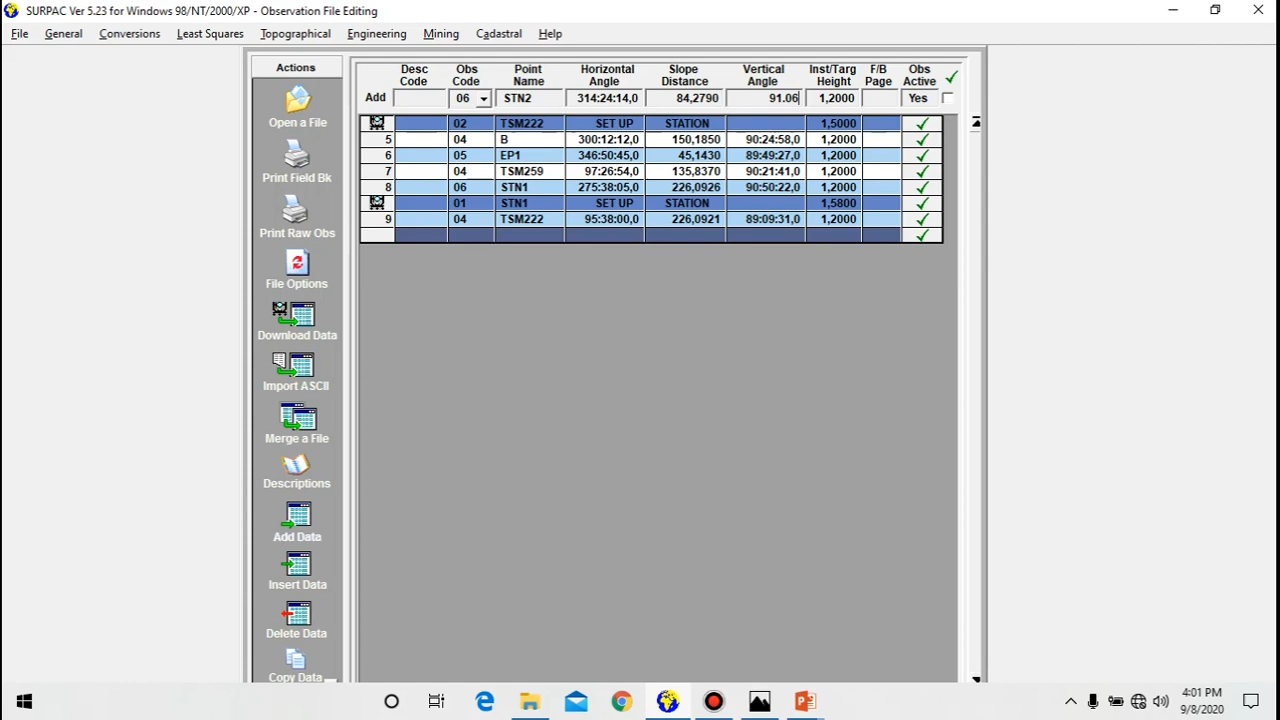 SURPAC Ver 5.23 for Windows 98/NT/2000/XP - Observation File Editing
File General Conversions Least Squares Topographical Engineering Mining Cadastral Help
Actions
Open a File
Print Field Bk
Print Raw Obs
File Options
Download Data
Import ASCII
Merge a File
Descriptions
Add Data
Insert Data
Delete Data
Copy Data
Desc Code Obs Code Point Name Horizontal Angle Slope Distance Vertical Angle Inst/Targ Height F/B Page Obs Active
Add 06 STN2 314:24:14,0 84,2790 91.06 1,2000 Yes
02 TSM222 SET UP STATION 1,5000
5 04 B 300:12:12,0 150,1850 90:24:58,0 1,2000
6 05 EP1 346:50:45,0 45,1430 89:49:27,0 1,2000
7 04 TSM259 97:26:54,0 135,8370 90:21:41,0 1,2000
8 06 STN1 275:38:05,0 226,0926 90:50:22,0 1,2000
01 STN1 SET UP STATION 1,5800
9 04 TSM222 95:38:00,0 226,0921 89:09:31,0 1,2000
4:01 PM
9/8/2020